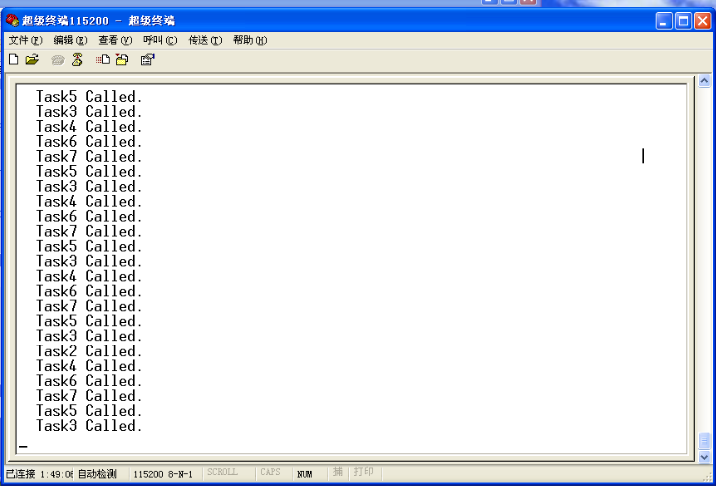 超级终端115200 - 超级终端
文件(F) 编辑(E) 查看(V) 呼叫(C) 传送(T) 帮助(H)
Task5 Called.
Task3 Called.
Task4 Called.
Task6 Called.
Task7 Called.
Task5 Called.
Task3 Called.
Task4 Called.
Task6 Called.
Task7 Called.
Task5 Called.
Task3 Called.
Task4 Called.
Task6 Called.
Task7 Called.
Task5 Called.
Task3 Called.
Task2 Called.
Task4 Called.
Task6 Called.
Task7 Called.
Task5 Called.
Task3 Called.
已连接 1:49:06 自动检测 115200 8-N-1 SCROLL CAPS NUM 捕 打印